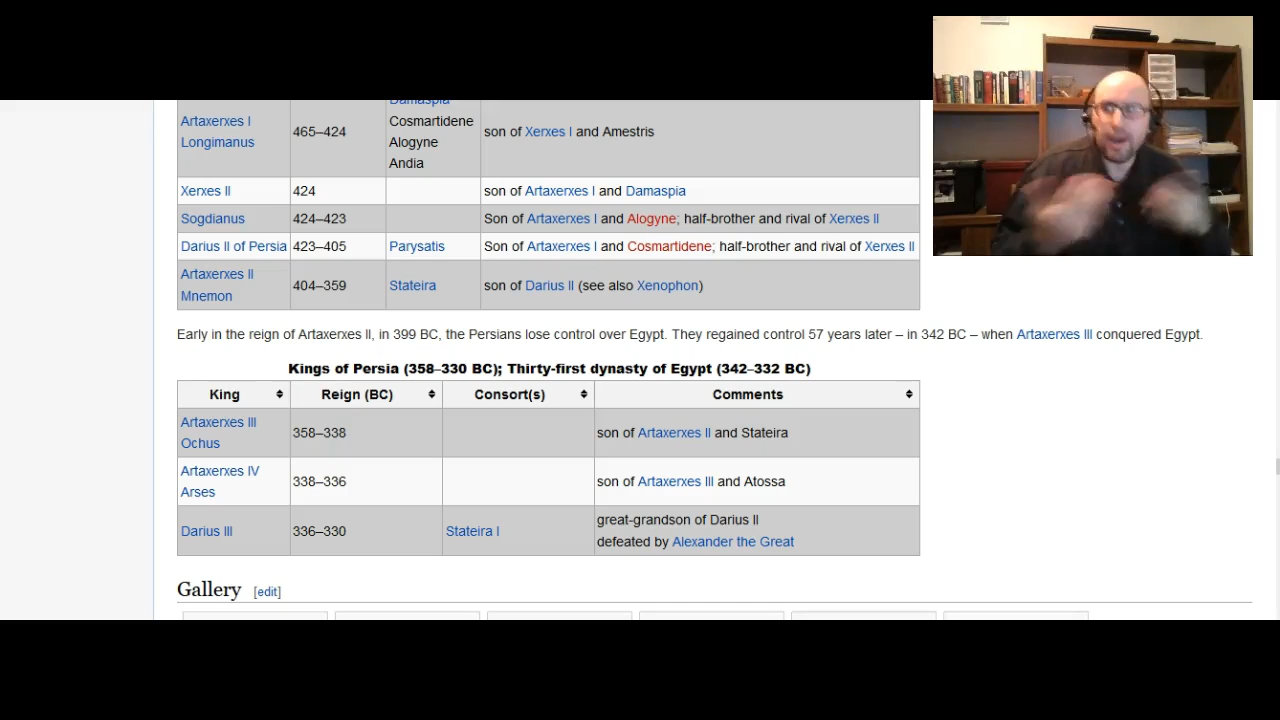 Damaspia
Artaxerxes I
Longimanus
465–424
Cosmartidene
Alogyne
Andia
son of Xerxes I and Amestris
Xerxes II
424
son of Artaxerxes I and Damaspia
Sogdianus
424–423
Son of Artaxerxes I and Alogyne; half-brother and rival of Xerxes II
Darius II of Persia
423–405
Parysatis
Son of Artaxerxes I and Cosmartidene; half-brother and rival of Xerxes II
Artaxerxes II
Mnemon
404–359
Stateira
son of Darius II (see also Xenophon)
Early in the reign of Artaxerxes II, in 399 BC, the Persians lose control over Egypt. They regained control 57 years later – in 342 BC – when Artaxerxes III conquered Egypt.
Kings of Persia (358–330 BC); Thirty-first dynasty of Egypt (342–332 BC)
King
Reign (BC)
Consort(s)
Comments
Artaxerxes III
Ochus
358–338
son of Artaxerxes II and Stateira
Artaxerxes IV
Arses
338–336
son of Artaxerxes III and Atossa
Darius III
336–330
Stateira I
great-grandson of Darius II
defeated by Alexander the Great
Gallery [edit]